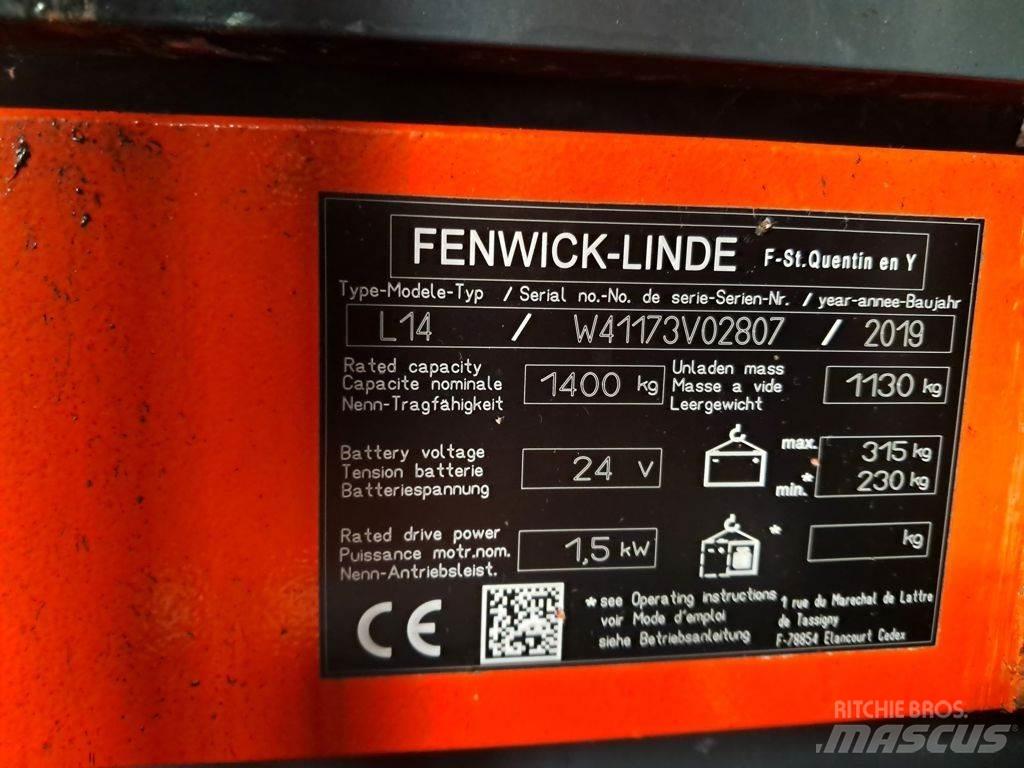 FENWICK-LINDE F-St.Quentin en Y
Type-Modele-Typ / Serial no.-No. de serie-Serien-Nr. / year-annee-Baujahr
L14 / W41173V02807 / 2019
Rated capacity
Capacite nominale
Nenn-Tragfähigkeit
1400 kg
Unladen mass
Masse a vide
Leergewicht
1130 kg
Battery voltage
Tension batterie
Batteriespannung
24 V
max. 315 kg
min.* 230 kg
Rated drive power
Puissance motr.nom.
Nenn-Antriebsleist.
1,5 kW
* kg
CE
* see Operating instructions
voir Mode d'emploi
siehe Betriebsanleitung
1 rue du Marechal de Lattre
de Tassigny
F-78854 Elancourt Cedex
RITCHIE BROS.
MASCUS